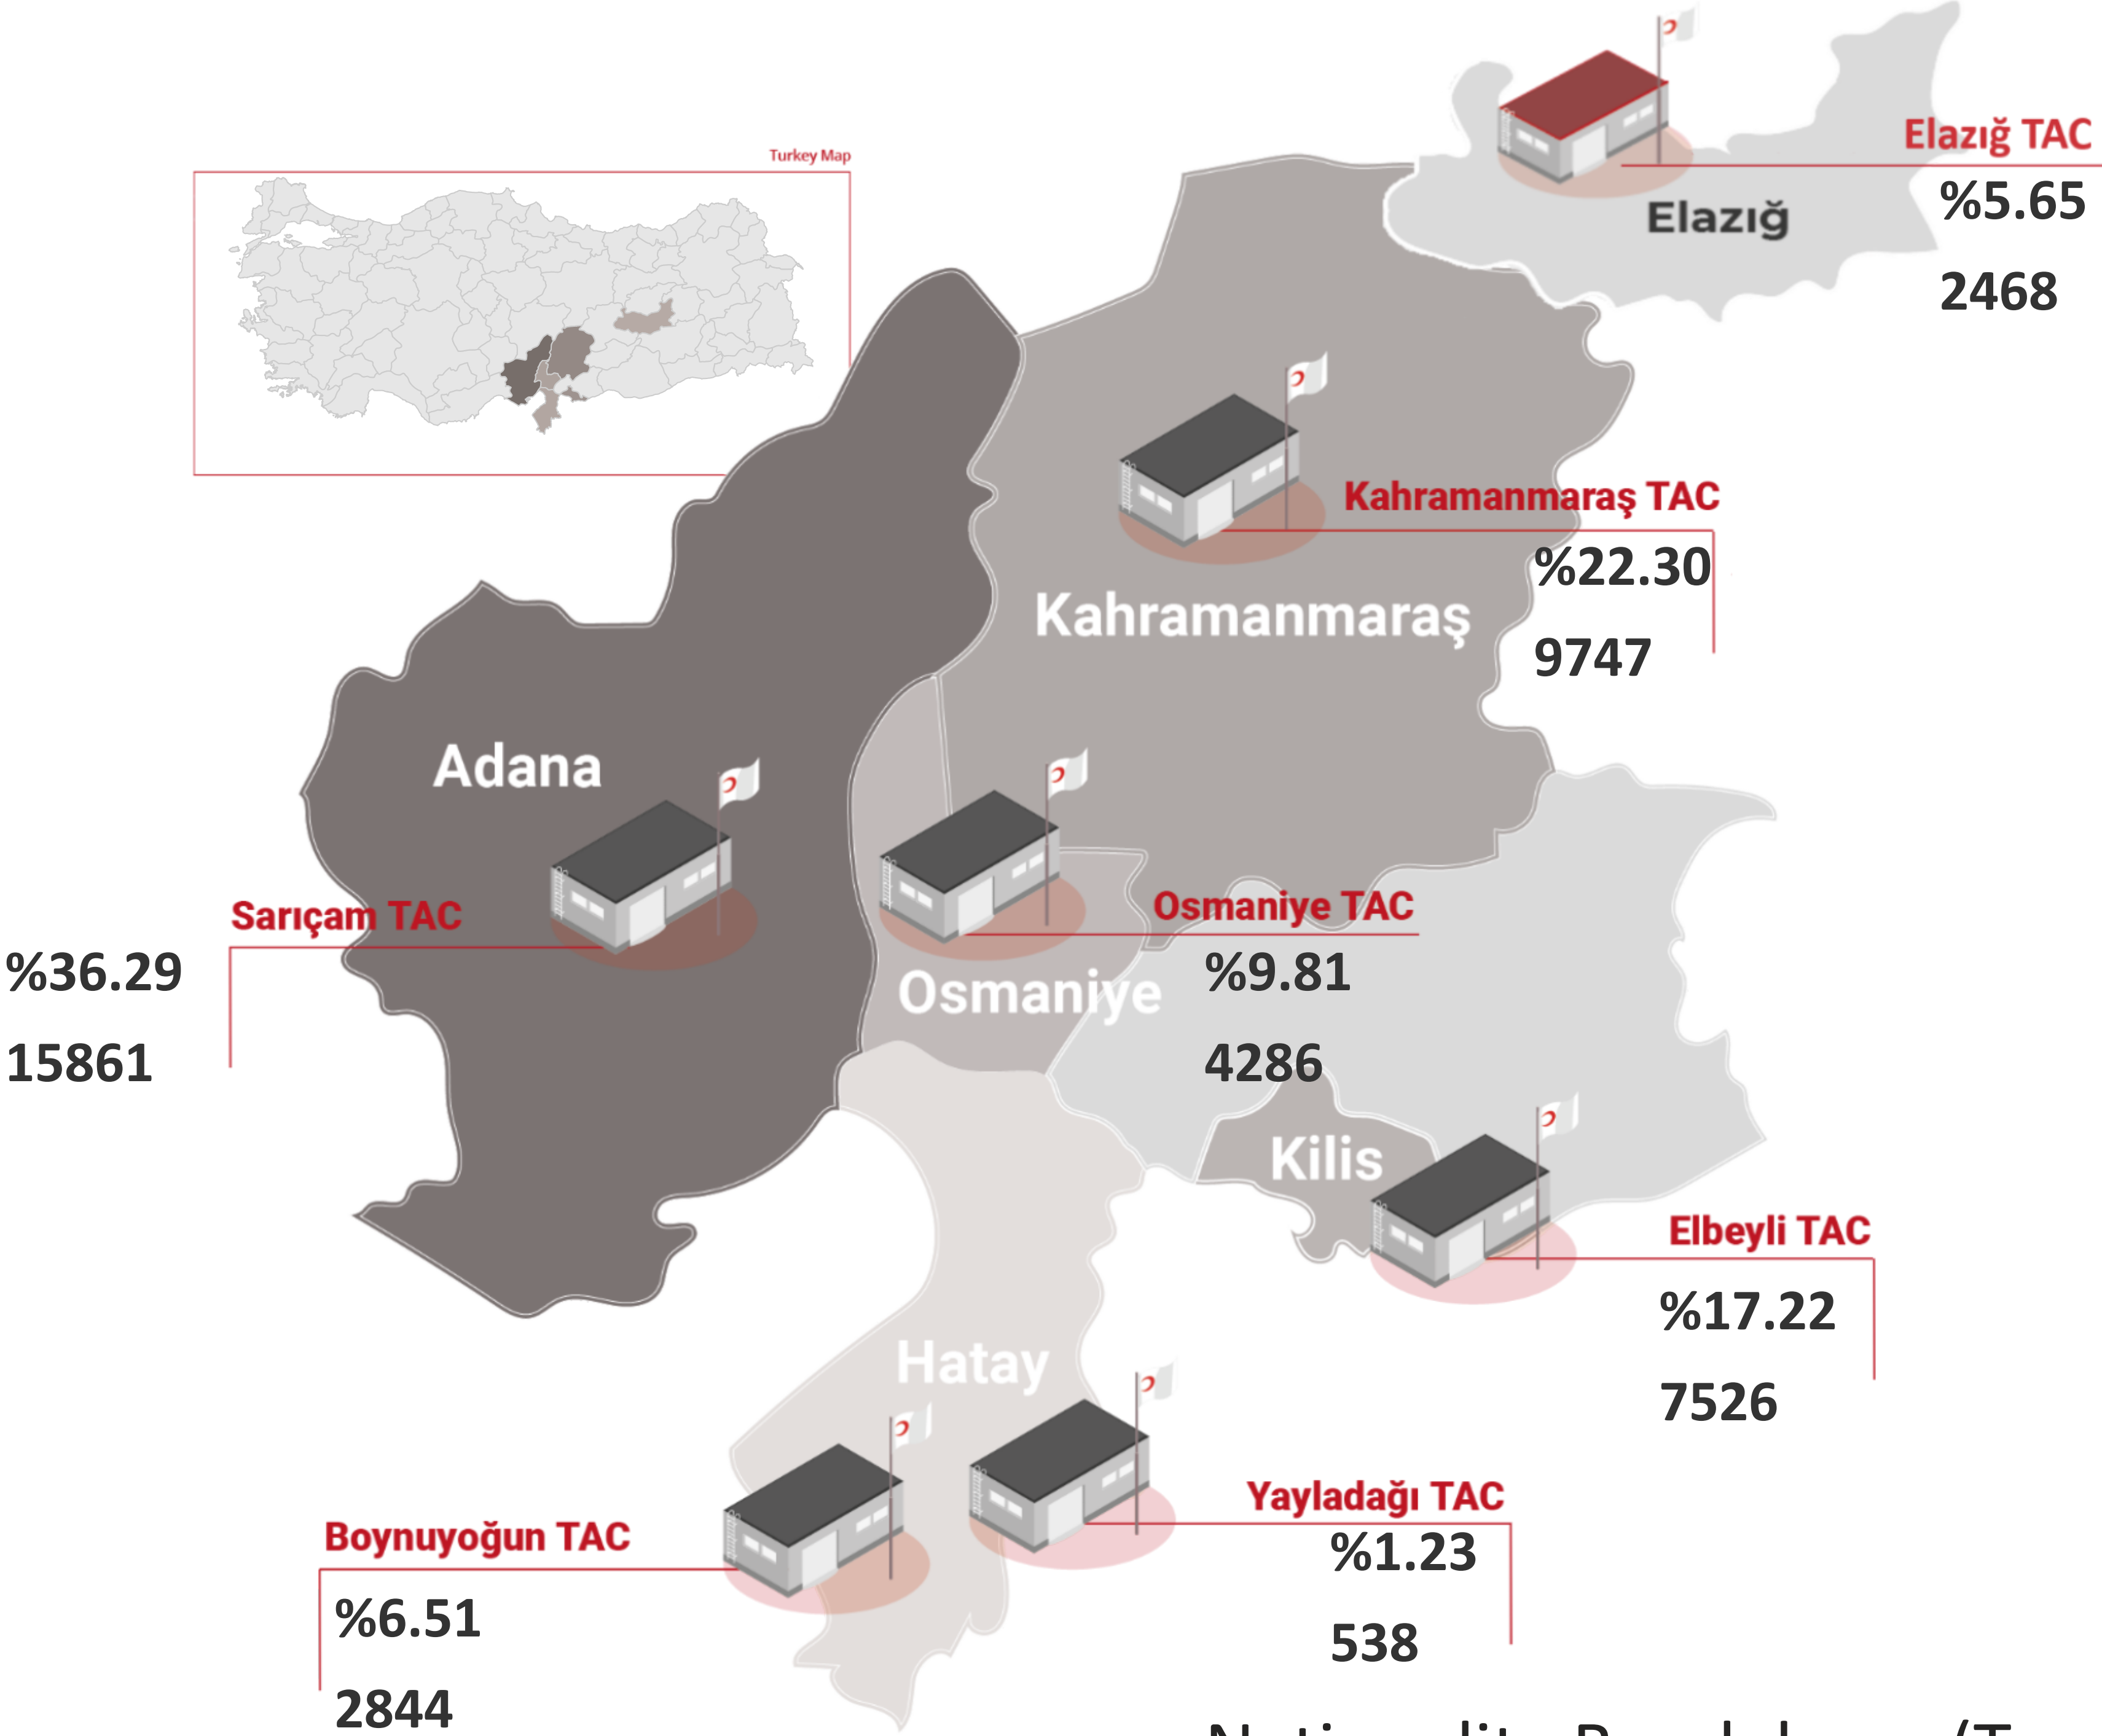 Turkey Map
Elazığ TAC
%5.65
Elazığ
2468
Kahramanmaraş TAC
%22.30
Kahramanmaraş
9747
Adana
Sarıçam TAC
%36.29
15861
Osmaniye TAC
%9.81
Osmaniye
4286
Kilis
Elbeyli TAC
%17.22
7526
Hatay
Yayladağı TAC
%1.23
538
Boynuyoğun TAC
%6.51
2844